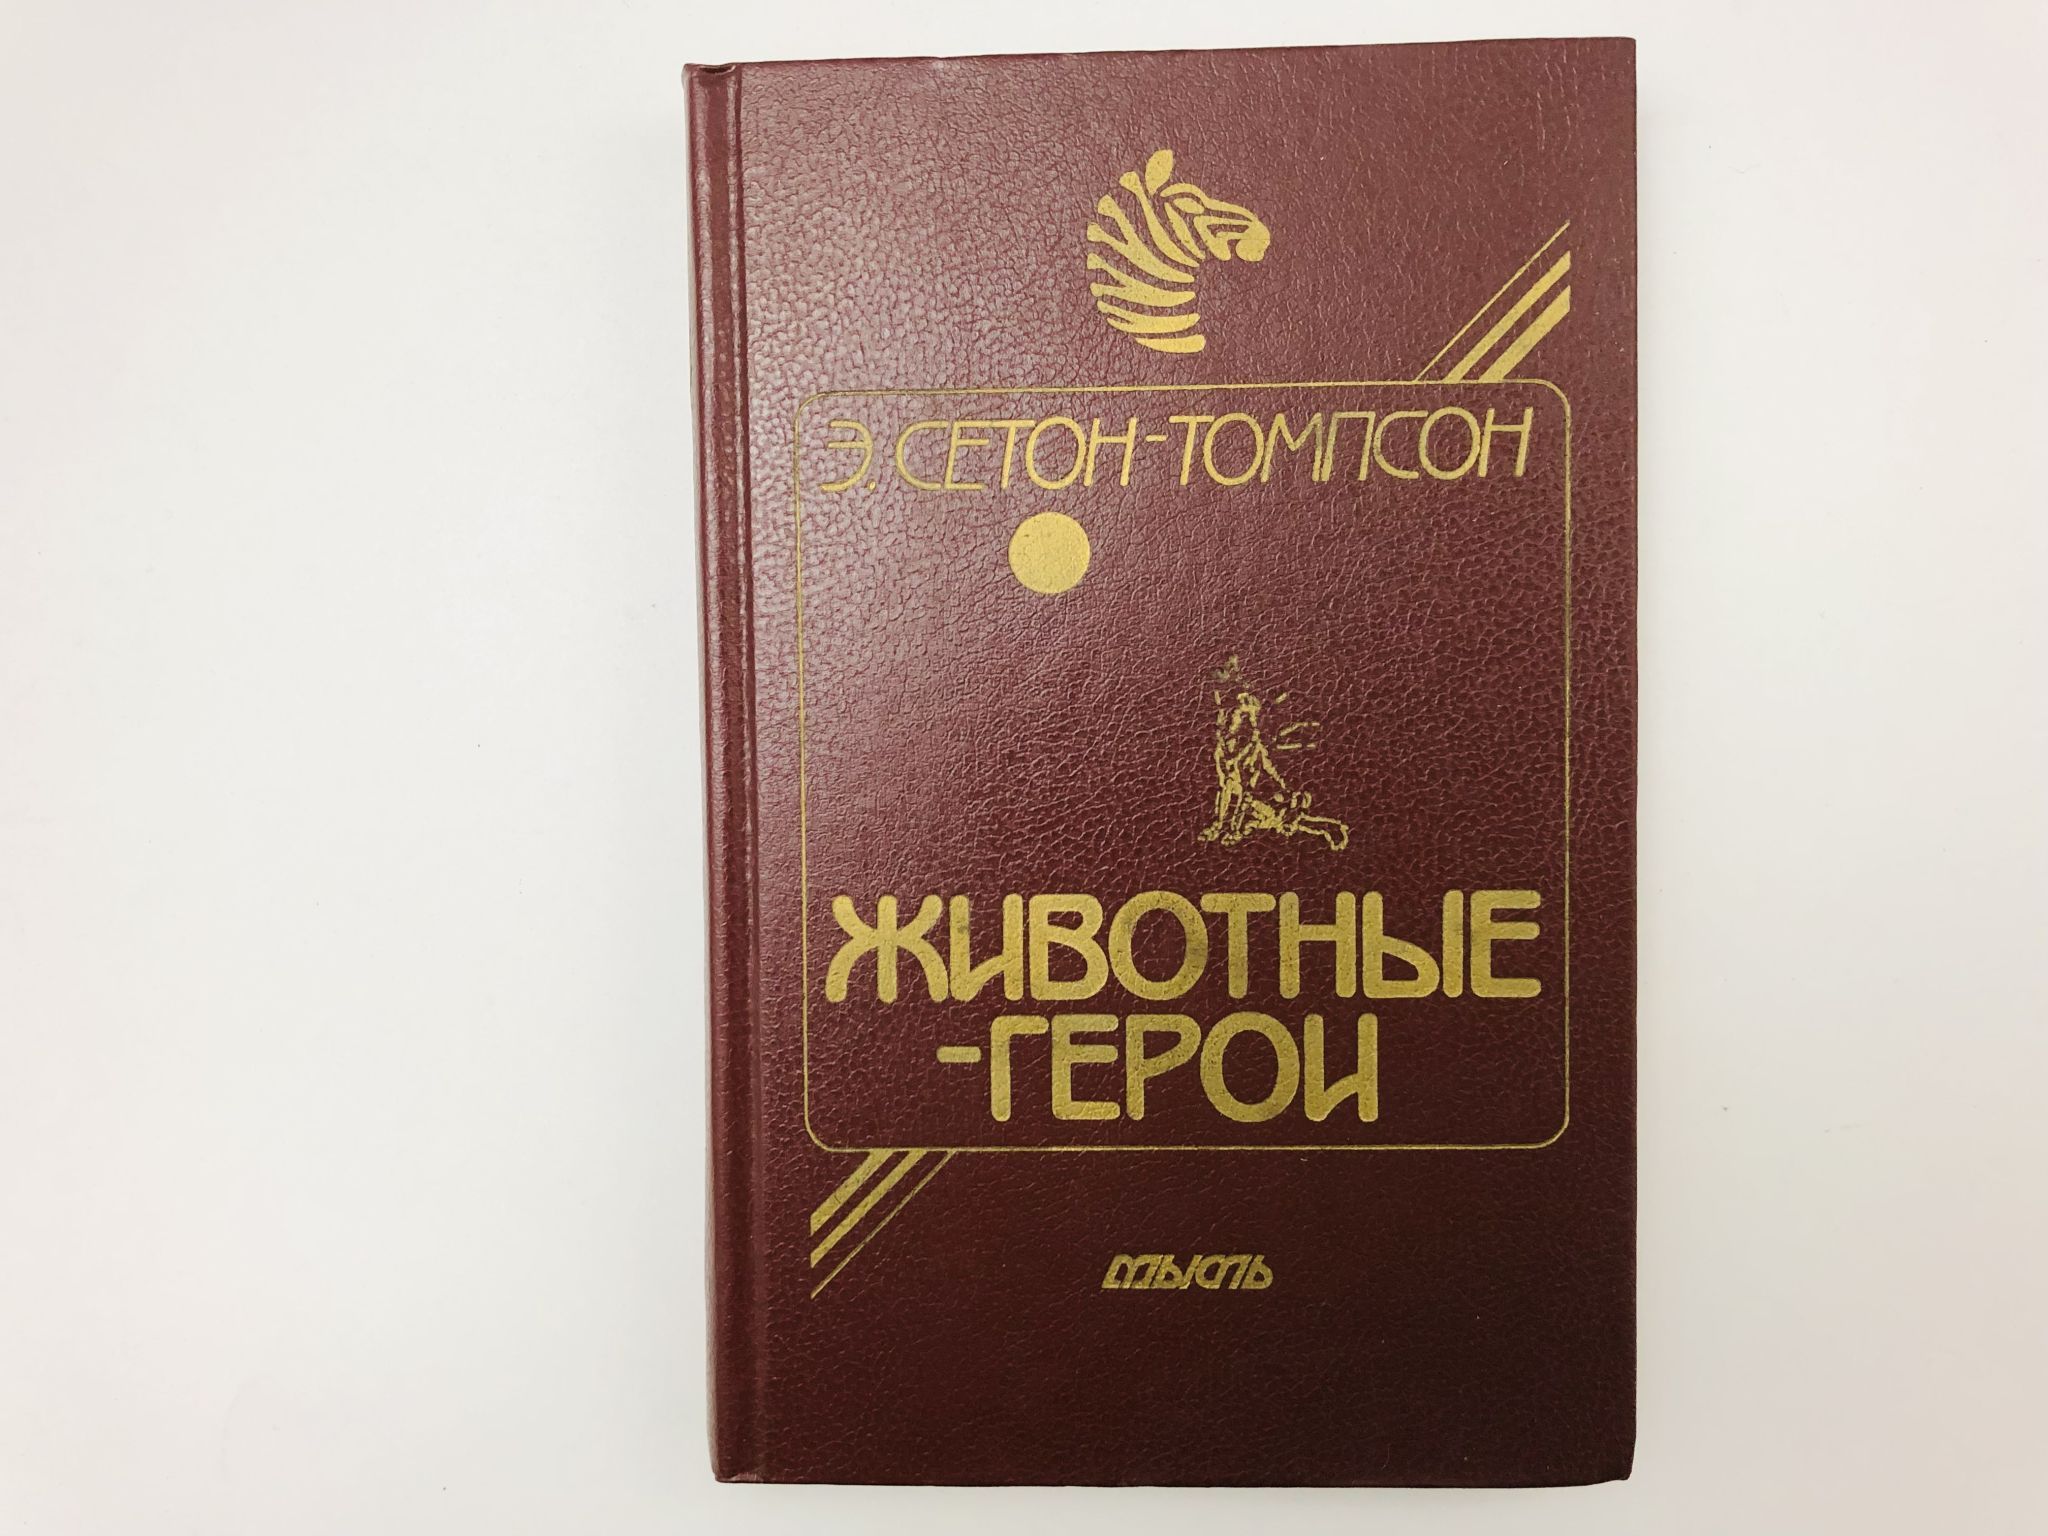 Э. СЕТОН-ТОМПСОН
ЖИВОТНЫЕ
-ГЕРОИ
МЫСЛЬ